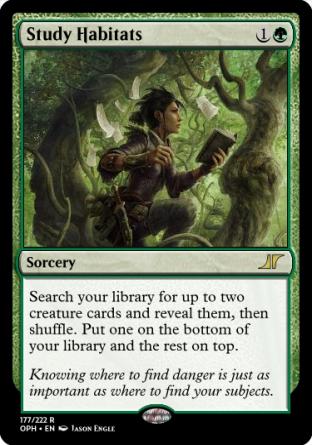 Study Habitats 1
Sorcery
Search your library for up to two
creature cards and reveal them, then
shuffle. Put one on the bottom of
your library and the rest on top.
Knowing where to find danger is just as
important as where to find your subjects.
177/222 R
OPH • EN JASON ENGLE